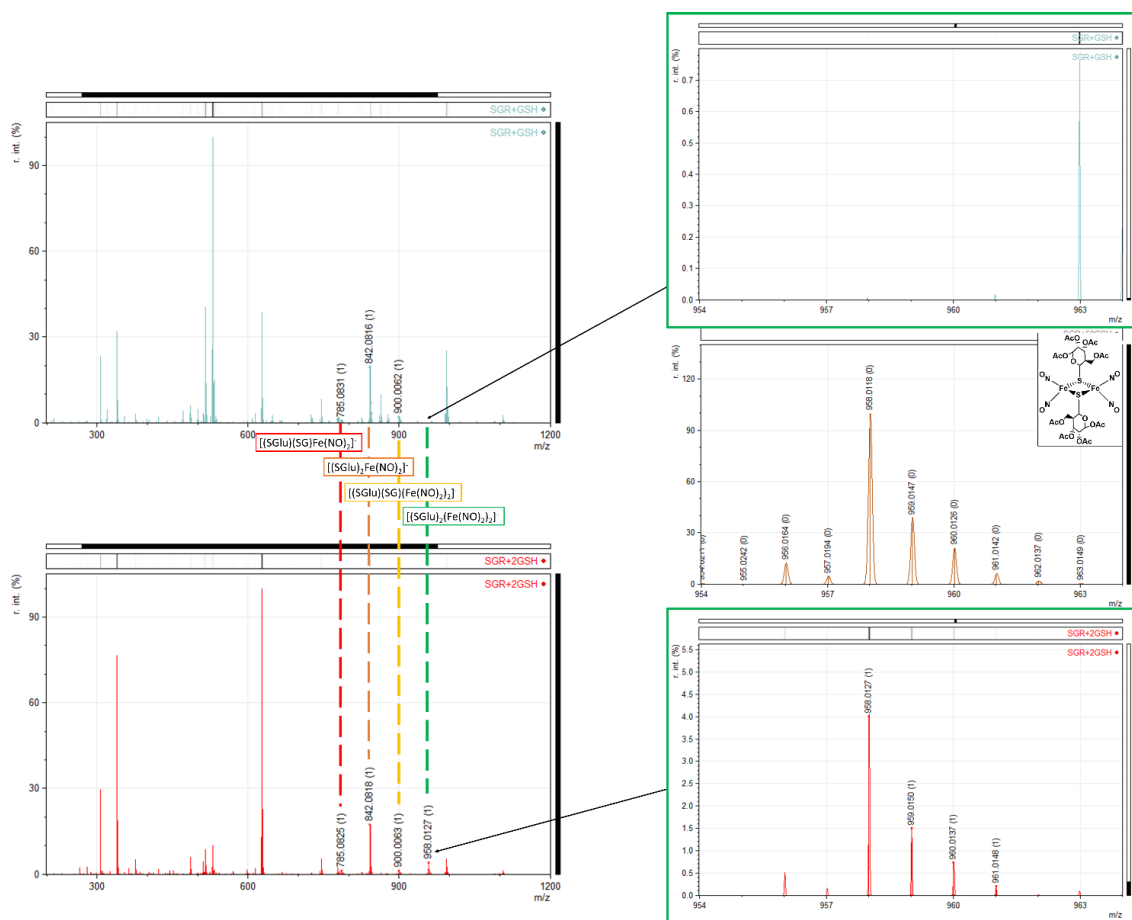 SGR+GSH
SGR+GSH
r. int. (%)
90
60
30
0
785.0831 (1)
842.0816 (1)
900.0062 (1)
300
600
900
1200
m/z
[(SGlu)(SG)Fe(NO)2]-
[(SGlu)2Fe(NO)2]-
[(SGlu)(SG)(Fe(NO)2)2]-
[(SGlu)2(Fe(NO)2)2]-
SGR+2GSH
SGR+2GSH
r. int. (%)
90
60
30
0
785.0825 (1)
842.0818 (1)
900.0063 (1)
958.0127 (1)
300
600
900
1200
m/z
SGR+GSH
SGR+GSH
r. int. (%)
0.7
0.6
0.5
0.4
0.3
0.2
0.1
0.0
954
957
960
963
m/z
r. int. (%)
120
90
60
30
0
955.0242 (0)
956.0164 (0)
957.0194 (0)
958.0118 (0)
959.0147 (0)
960.0126 (0)
961.0142 (0)
962.0137 (0)
963.0149 (0)
954
957
960
963
m/z
OAc
AcO OAc
O OAc
S
ON NO
Fe Fe
S
ON NO
O OAc
AcO OAc
OAc
SGR+2GSH
SGR+2GSH
r. int. (%)
5.5
5.0
4.5
4.0
3.5
3.0
2.5
2.0
1.5
1.0
0.5
0.0
958.0127 (1)
959.0150 (1)
960.0137 (1)
961.0148 (1)
954
957
960
963
m/z